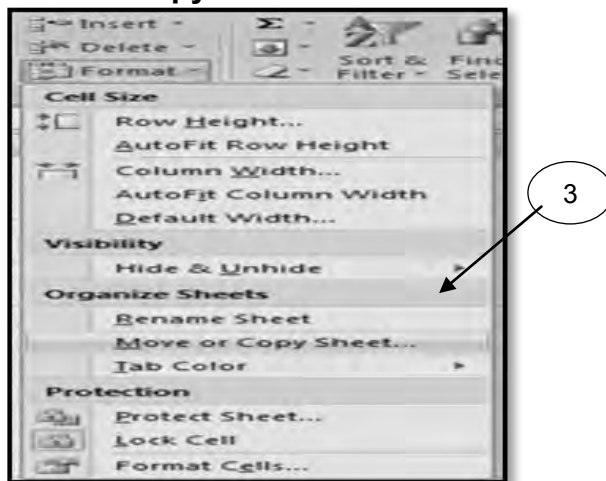 Insert
Σ
Delete
Sort &
Format
Filter
Cell Size
Row Height...
AutoFit Row Height
Column Width...
AutoFit Column Width
Default Width...
3
Visibility
Hide & Unhide
Organize Sheets
Rename Sheet
Move or Copy Sheet...
Tab Color
Protection
Protect Sheet...
Lock Cell
Format Cells...